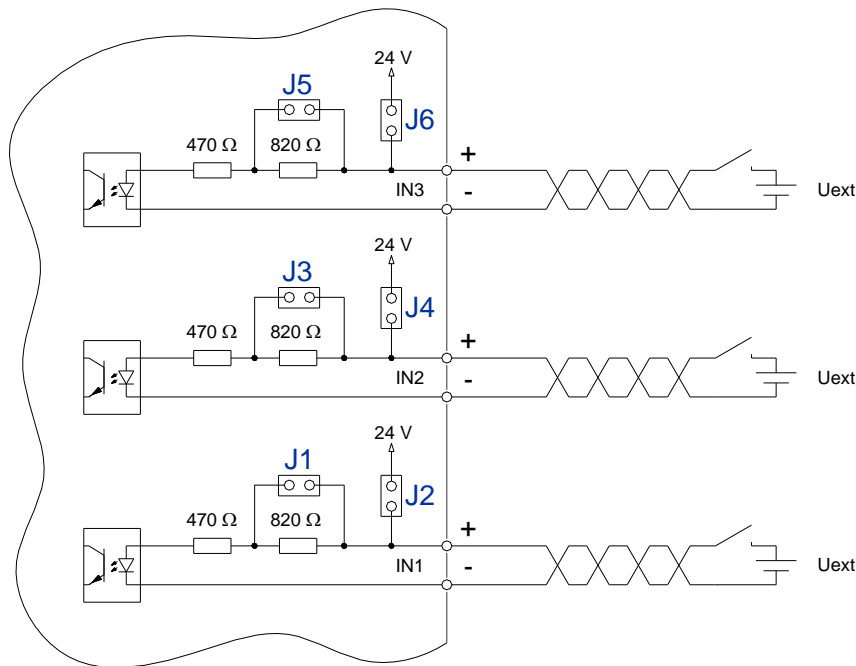 24 V
J5
J6
470 Ω
820 Ω
+
IN3
-
Uext
24 V
J3
J4
470 Ω
820 Ω
+
IN2
-
Uext
24 V
J1
J2
470 Ω
820 Ω
+
IN1
-
Uext